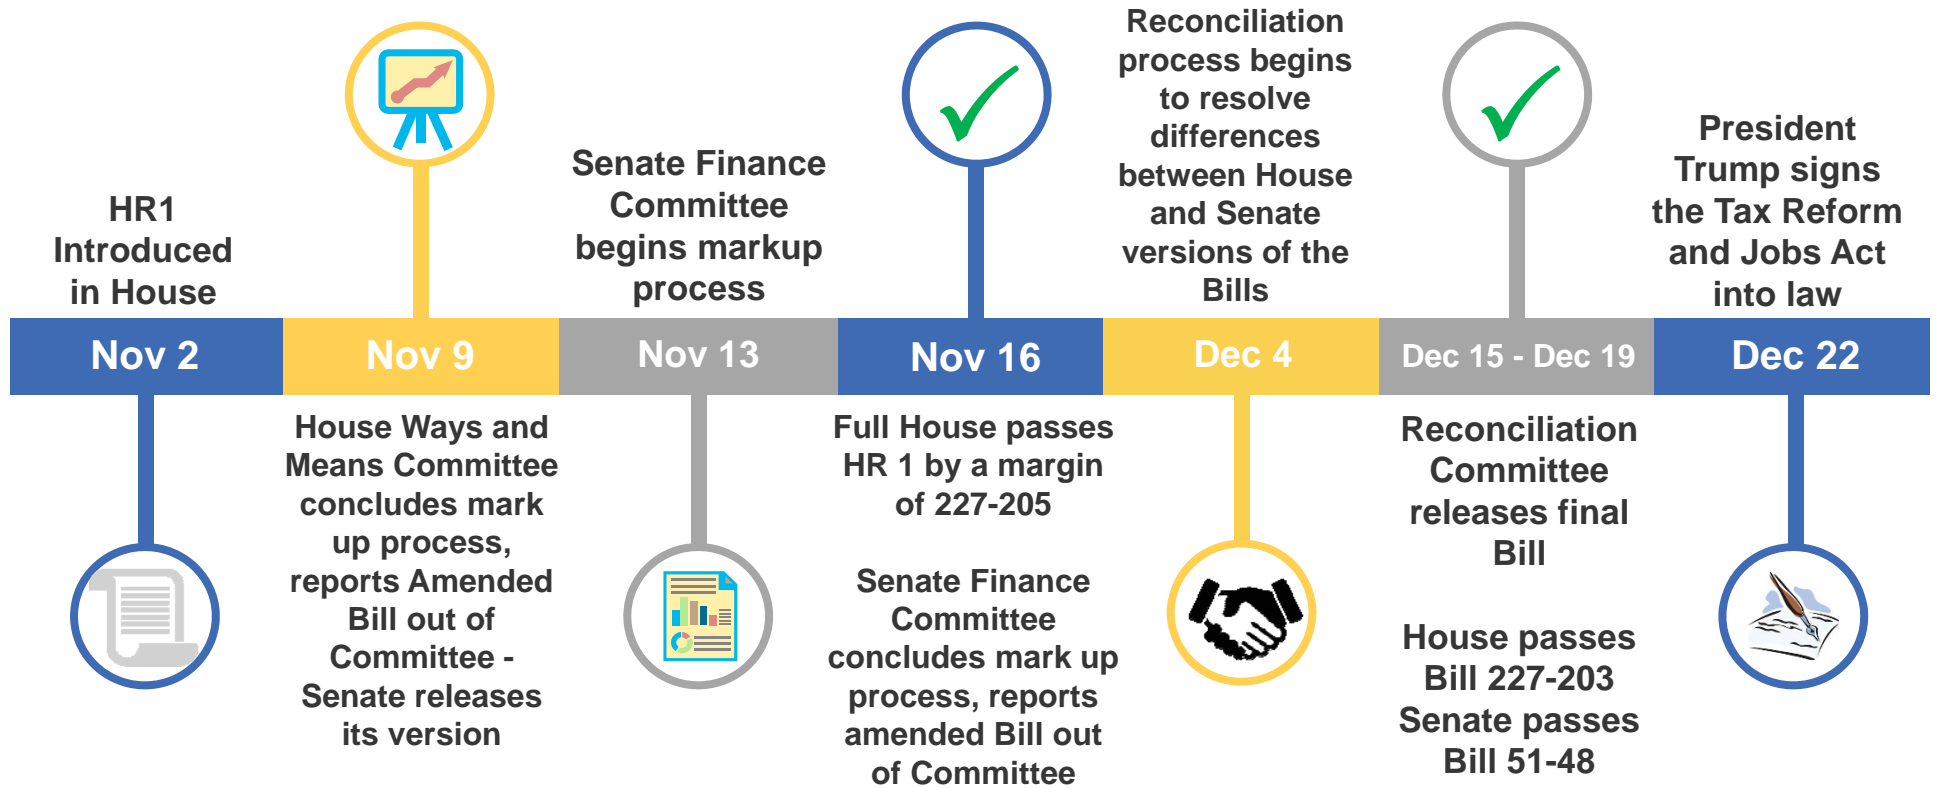 HR1
Introduced
in House
Nov 2
Nov 9
House Ways and
Means Committee
concludes mark
up process,
reports Amended
Bill out of
Committee -
Senate releases
its version
Senate Finance
Committee
begins markup
process
Nov 13
Nov 16
Full House passes
HR 1 by a margin
of 227-205
Senate Finance
Committee
concludes mark up
process, reports
amended Bill out
of Committee
Reconciliation
process begins
to resolve
differences
between House
and Senate
versions of the
Bills
Dec 4
Dec 15 - Dec 19
Reconciliation
Committee
releases final
Bill
House passes
Bill 227-203
Senate passes
Bill 51-48
President
Trump signs
the Tax Reform
and Jobs Act
into law
Dec 22